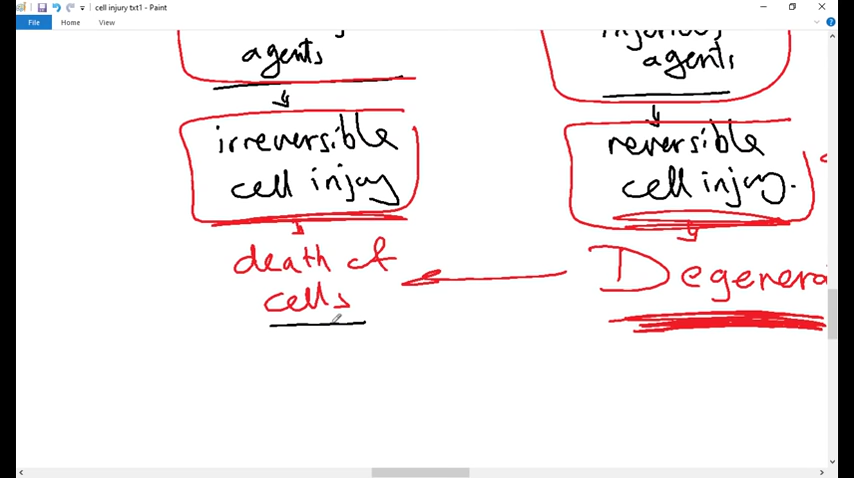 cell injury txt1 - Paint
File Home View
agents
agents
irreversible
cell injury
reversible
cell injury.
death of
cells
Degenera